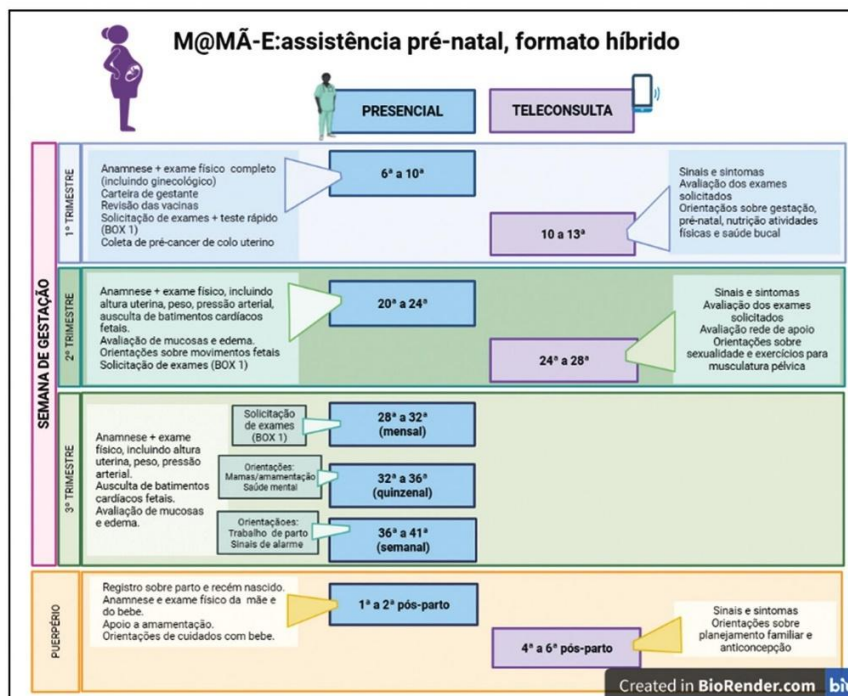 M@MÃ-E:assistência pré-natal, formato híbrido
PRESENCIAL
TELECONSULTA
SEMANA DE GESTAÇÃO
1º TRIMESTRE
Anamnese + exame físico completo
(incluindo ginecológico)
Carteira de gestante
Revisão das vacinas
Solicitação de exames + teste rápido
(BOX 1)
Coleta de pré-cancer de colo uterino
6ª a 10ª
10 a 13ª
Sinais e sintomas
Avaliação dos exames
solicitados
Orientaçãos sobre gestação,
pré-natal, nutrição atividades
físicas e saúde bucal
2º TRIMESTRE
Anamnese + exame físico, incluindo
altura uterina, peso, pressão arterial,
ausculta de batimentos cardíacos
fetais.
Avaliação de mucosas e edema.
Orientações sobre movimentos fetais
Solicitação de exames (BOX 1)
20ª a 24ª
24ª a 28ª
Sinais e sintomas
Avaliação dos exames
solicitados
Avaliação rede de apoio
Orientações sobre
sexualidade e exercícios para
musculatura pélvica
3º TRIMESTRE
Anamnese + exame
físico, incluindo altura
uterina, peso, pressão
arterial.
Ausculta de batimentos
cardíacos fetais.
Avaliação de mucosas
e edema.
Solicitação
de exames
(BOX 1)
28ª a 32ª
(mensal)
Orientações:
Mamas/amamentação
Saúde mental
32ª a 36ª
(quinzenal)
Orientaçãoes:
Trabalho de parto
Sinais de alarme
36ª a 41ª
(semanal)
PUERPÉRIO
Registro sobre parto e recém nascido.
Anamnese e exame físico da mãe e
do bebe.
Apoio a amamentação.
Orientações de cuidados com bebe.
1ª a 2ª pós-parto
4ª a 6ª pós-parto
Sinais e sintomas
Orientações sobre
planejamento familiar e
anticoncepção
Created in BioRender.com